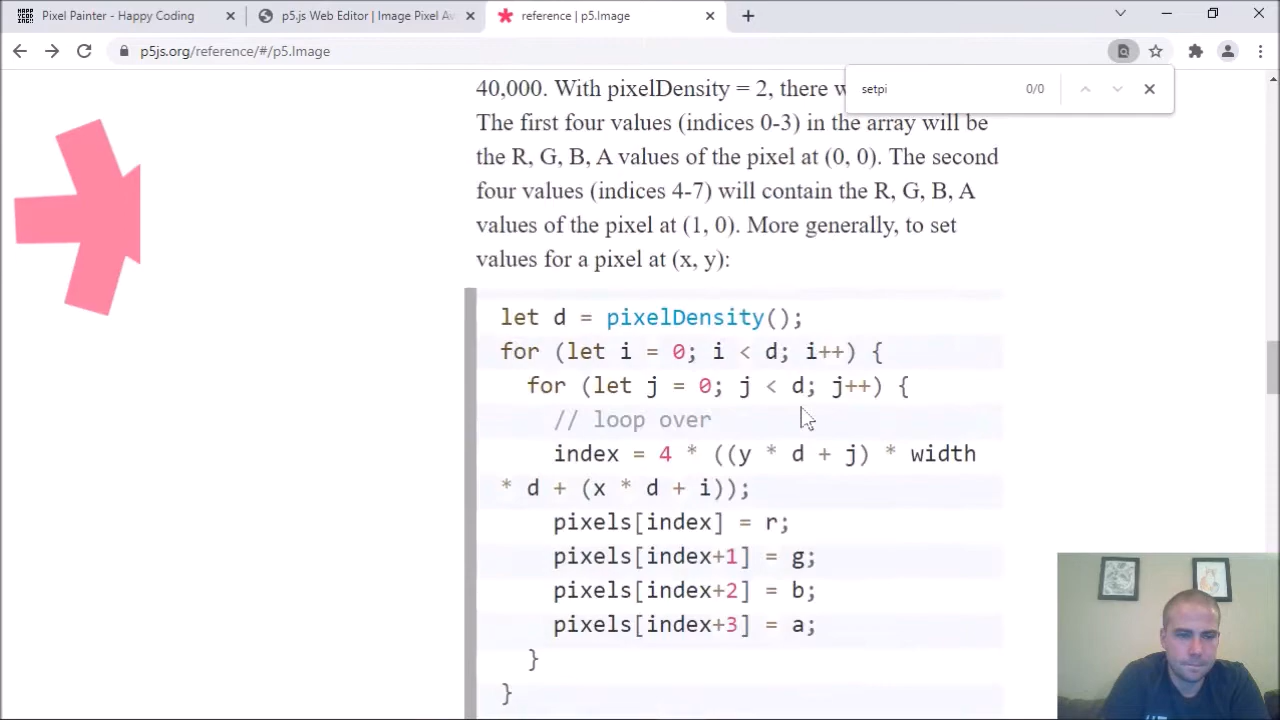 Pixel Painter - Happy Coding
p5.js Web Editor | Image Pixel Av
reference | p5.Image
p5js.org/reference/#/p5.Image
setpi
0/0
40,000. With pixelDensity = 2, there w
The first four values (indices 0-3) in the array will be
the R, G, B, A values of the pixel at (0, 0). The second
four values (indices 4-7) will contain the R, G, B, A
values of the pixel at (1, 0). More generally, to set
values for a pixel at (x, y):
let d = pixelDensity();
for (let i = 0; i < d; i++) {
for (let j = 0; j < d; j++) {
// loop over
index = 4 * ((y * d + j) * width
* d + (x * d + i));
pixels[index] = r;
pixels[index+1] = g;
pixels[index+2] = b;
pixels[index+3] = a;
}
}